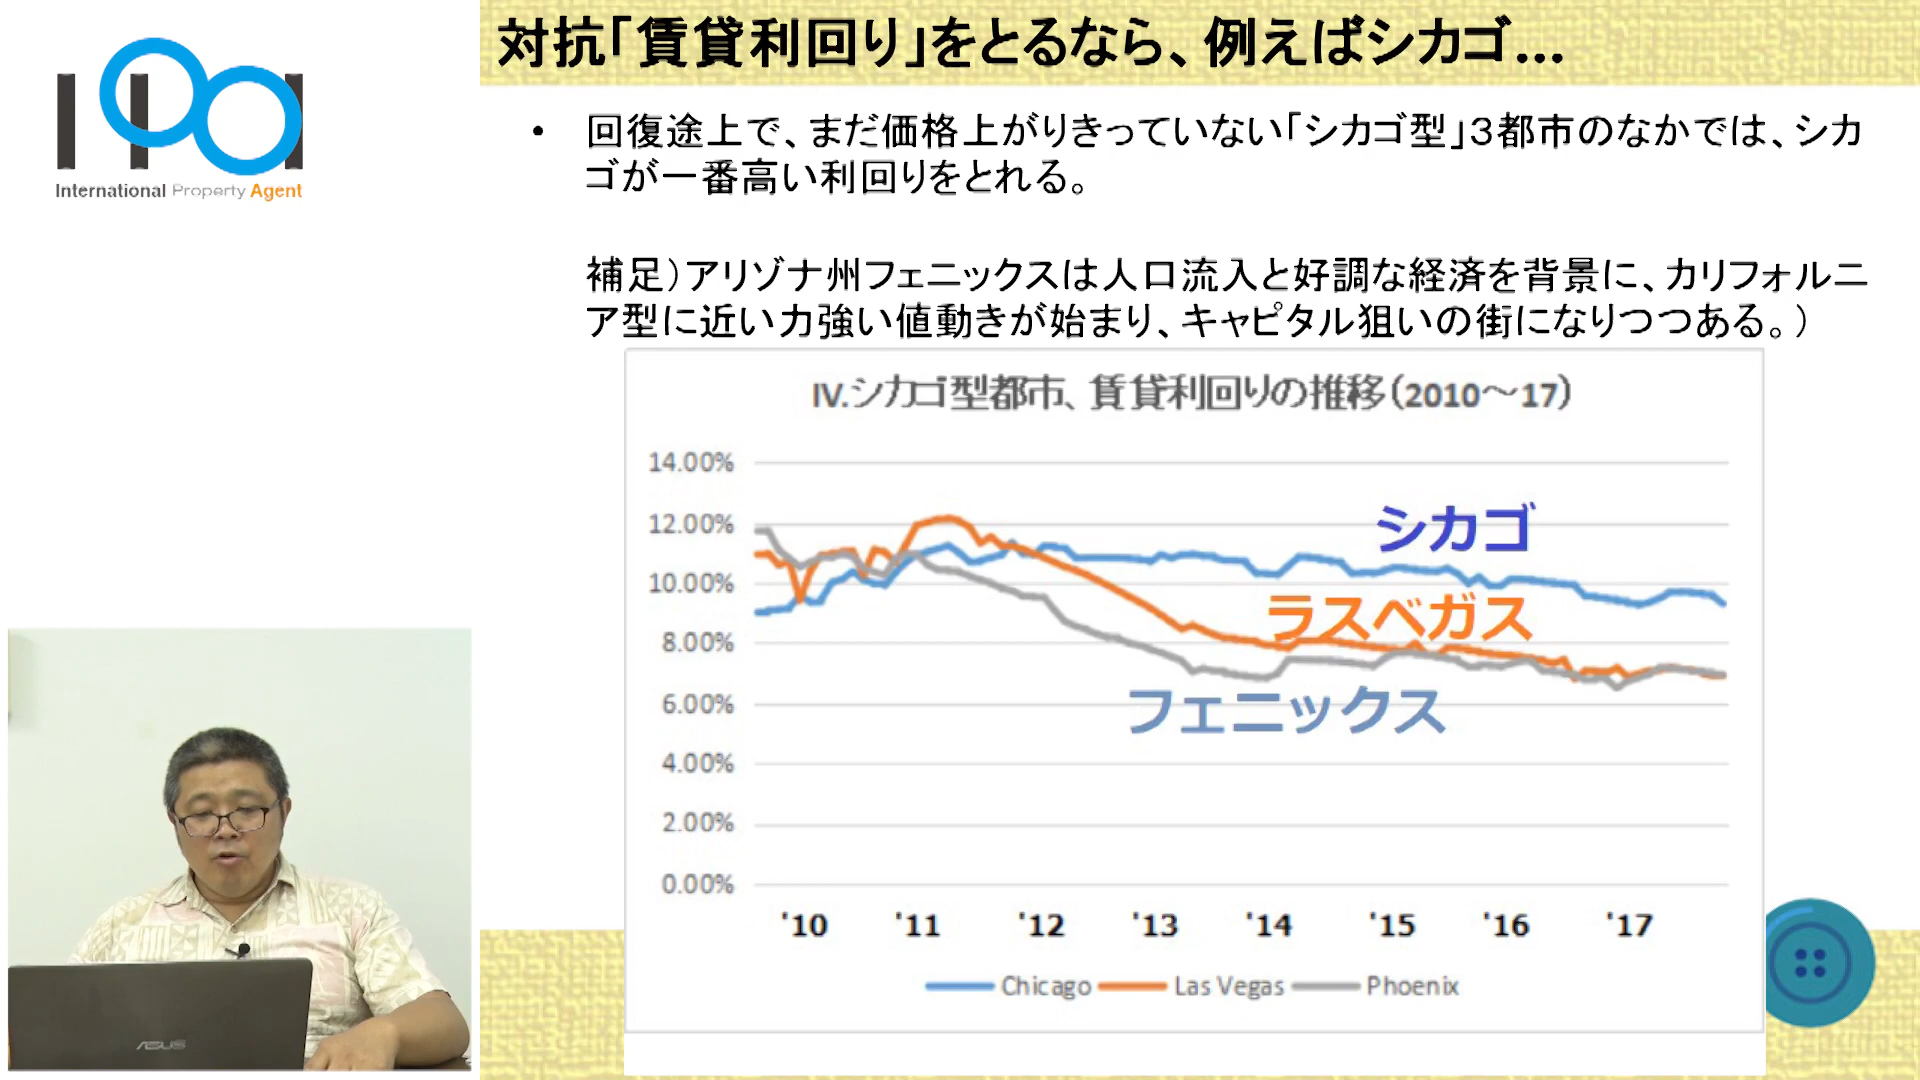 対抗「賃貸利回り」をとるなら、例えばシカゴ...
International Property Agent
• 回復途上で、まだ価格上がりきっていない「シカゴ型」３都市のなかでは、シカ
ゴが一番高い利回りをとれる。
補足）アリゾナ州フェニックスは人口流入と好調な経済を背景に、カリフォルニ
ア型に近い力強い値動きが始まり、キャピタル狙いの街になりつつある。）
Ⅳ.シカゴ型都市、賃貸利回りの推移（2010～17）
14.00%
12.00%
10.00%
8.00%
6.00%
4.00%
2.00%
0.00%
シカゴ
ラスベガス
フェニックス
'10 '11 '12 '13 '14 '15 '16 '17
Chicago Las Vegas Phoenix
ASUS